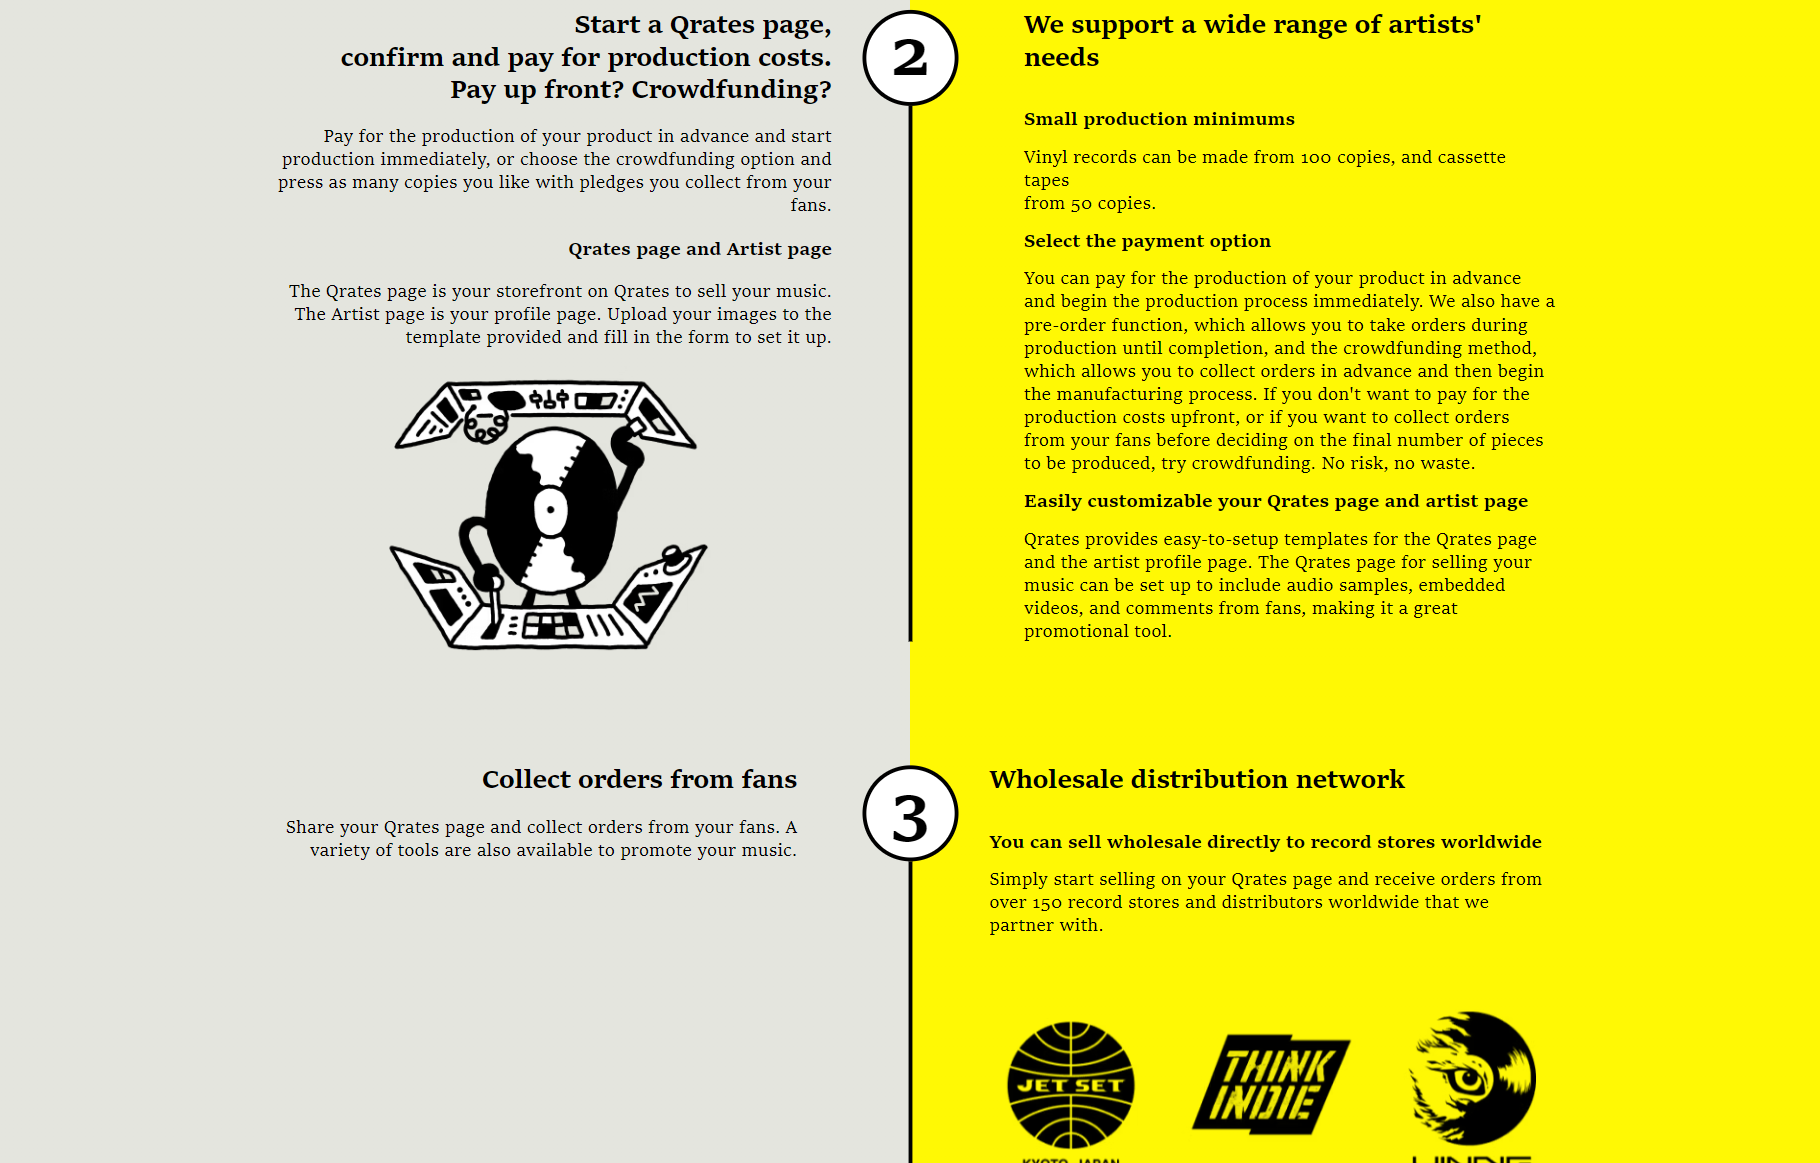 Start a Qrates page,
confirm and pay for production costs.
Pay up front? Crowdfunding?
Pay for the production of your product in advance and start
production immediately, or choose the crowdfunding option and
press as many copies you like with pledges you collect from your
fans.
Qrates page and Artist page
The Qrates page is your storefront on Qrates to sell your music.
The Artist page is your profile page. Upload your images to the
template provided and fill in the form to set it up.
2
We support a wide range of artists'
needs
Small production minimums
Vinyl records can be made from 100 copies, and cassette
tapes
from 50 copies.
Select the payment option
You can pay for the production of your product in advance
and begin the production process immediately. We also have a
pre-order function, which allows you to take orders during
production until completion, and the crowdfunding method,
which allows you to collect orders in advance and then begin
the manufacturing process. If you don't want to pay for the
production costs upfront, or if you want to collect orders
from your fans before deciding on the final number of pieces
to be produced, try crowdfunding. No risk, no waste.
Easily customizable your Qrates page and artist page
Qrates provides easy-to-setup templates for the Qrates page
and the artist profile page. The Qrates page for selling your
music can be set up to include audio samples, embedded
videos, and comments from fans, making it a great
promotional tool.
Collect orders from fans
Share your Qrates page and collect orders from your fans. A
variety of tools are also available to promote your music.
3
Wholesale distribution network
You can sell wholesale directly to record stores worldwide
Simply start selling on your Qrates page and receive orders from
over 150 record stores and distributors worldwide that we
partner with.
JET SET
KYOTO JAPAN
THINK
INDIE